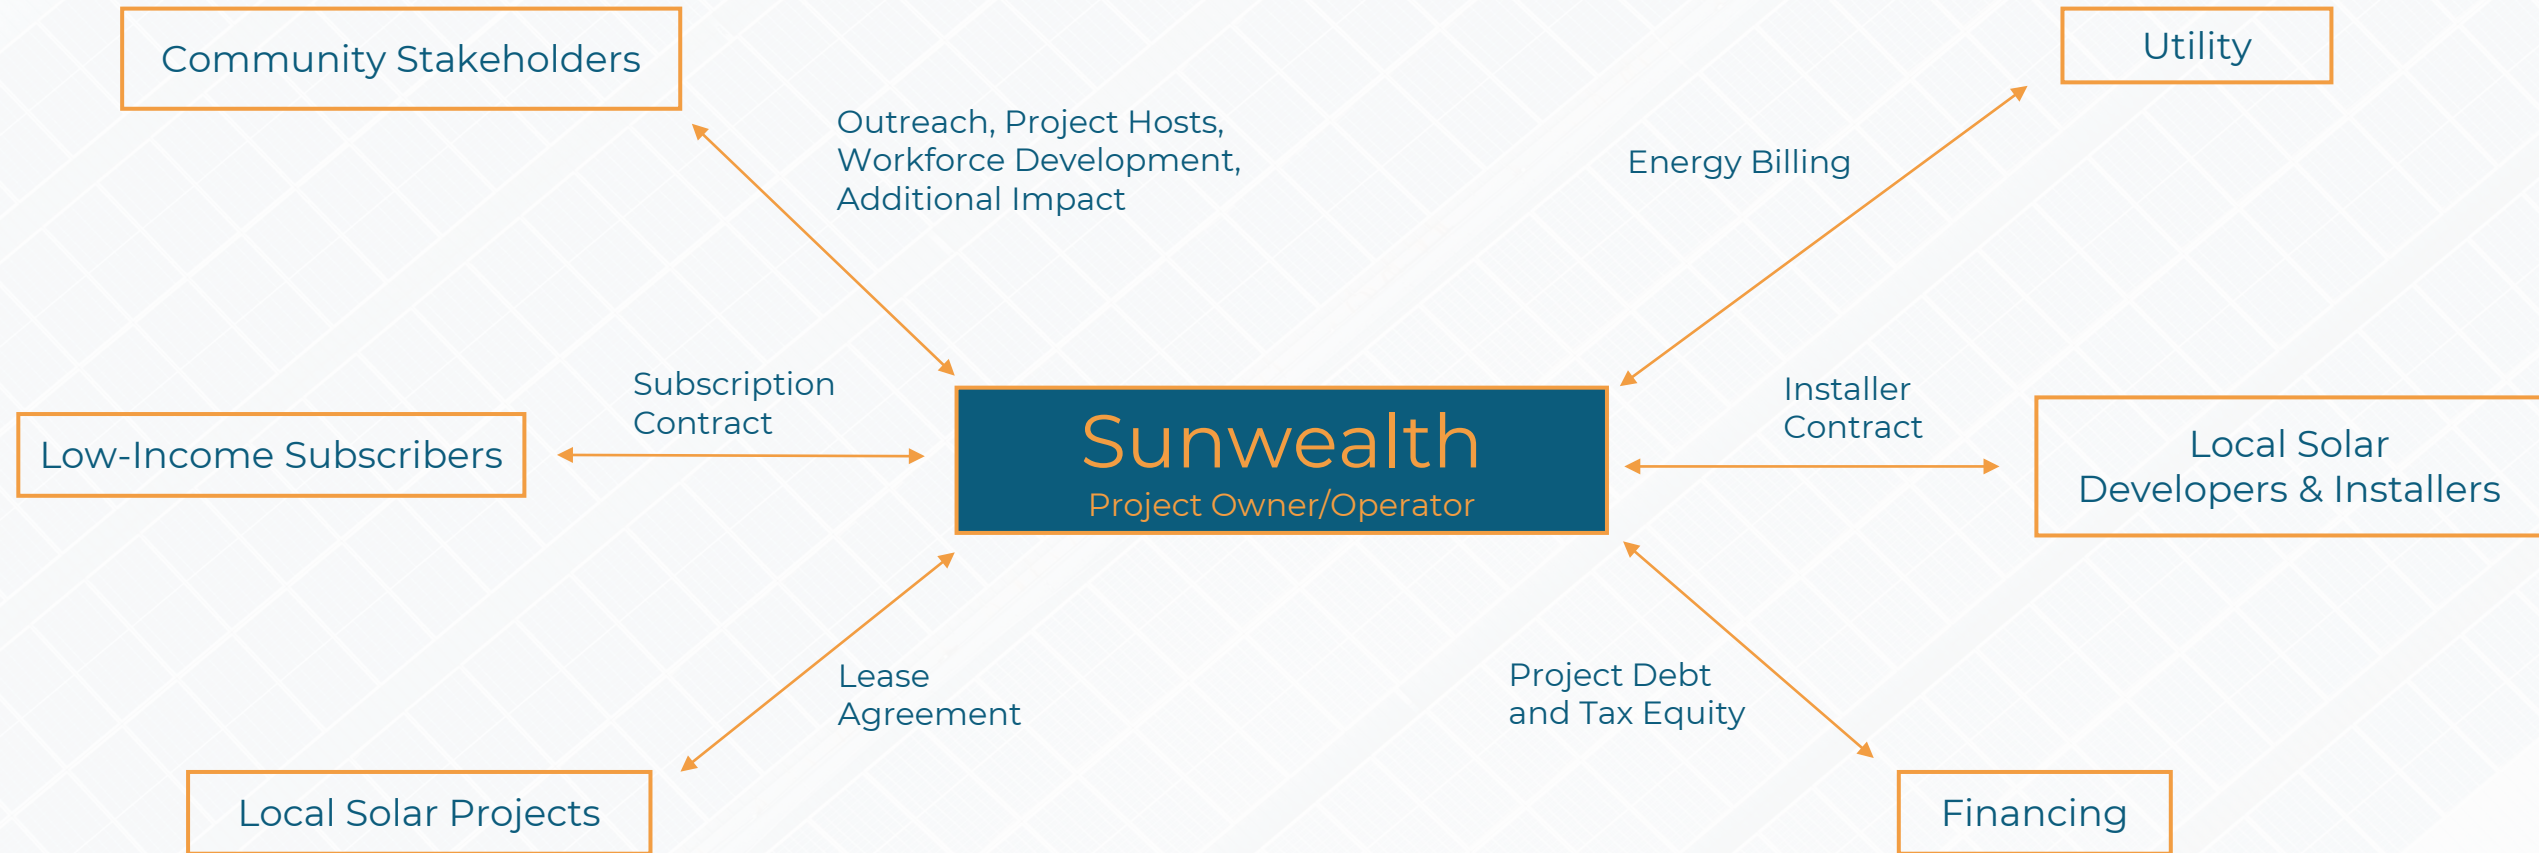 Community Stakeholders
Utility
Outreach, Project Hosts,
Workforce Development,
Additional Impact
Energy Billing
Subscription
Contract
Installer
Contract
Low-Income Subscribers
Sunwealth
Project Owner/Operator
Local Solar
Developers & Installers
Lease
Agreement
Project Debt
and Tax Equity
Local Solar Projects
Financing